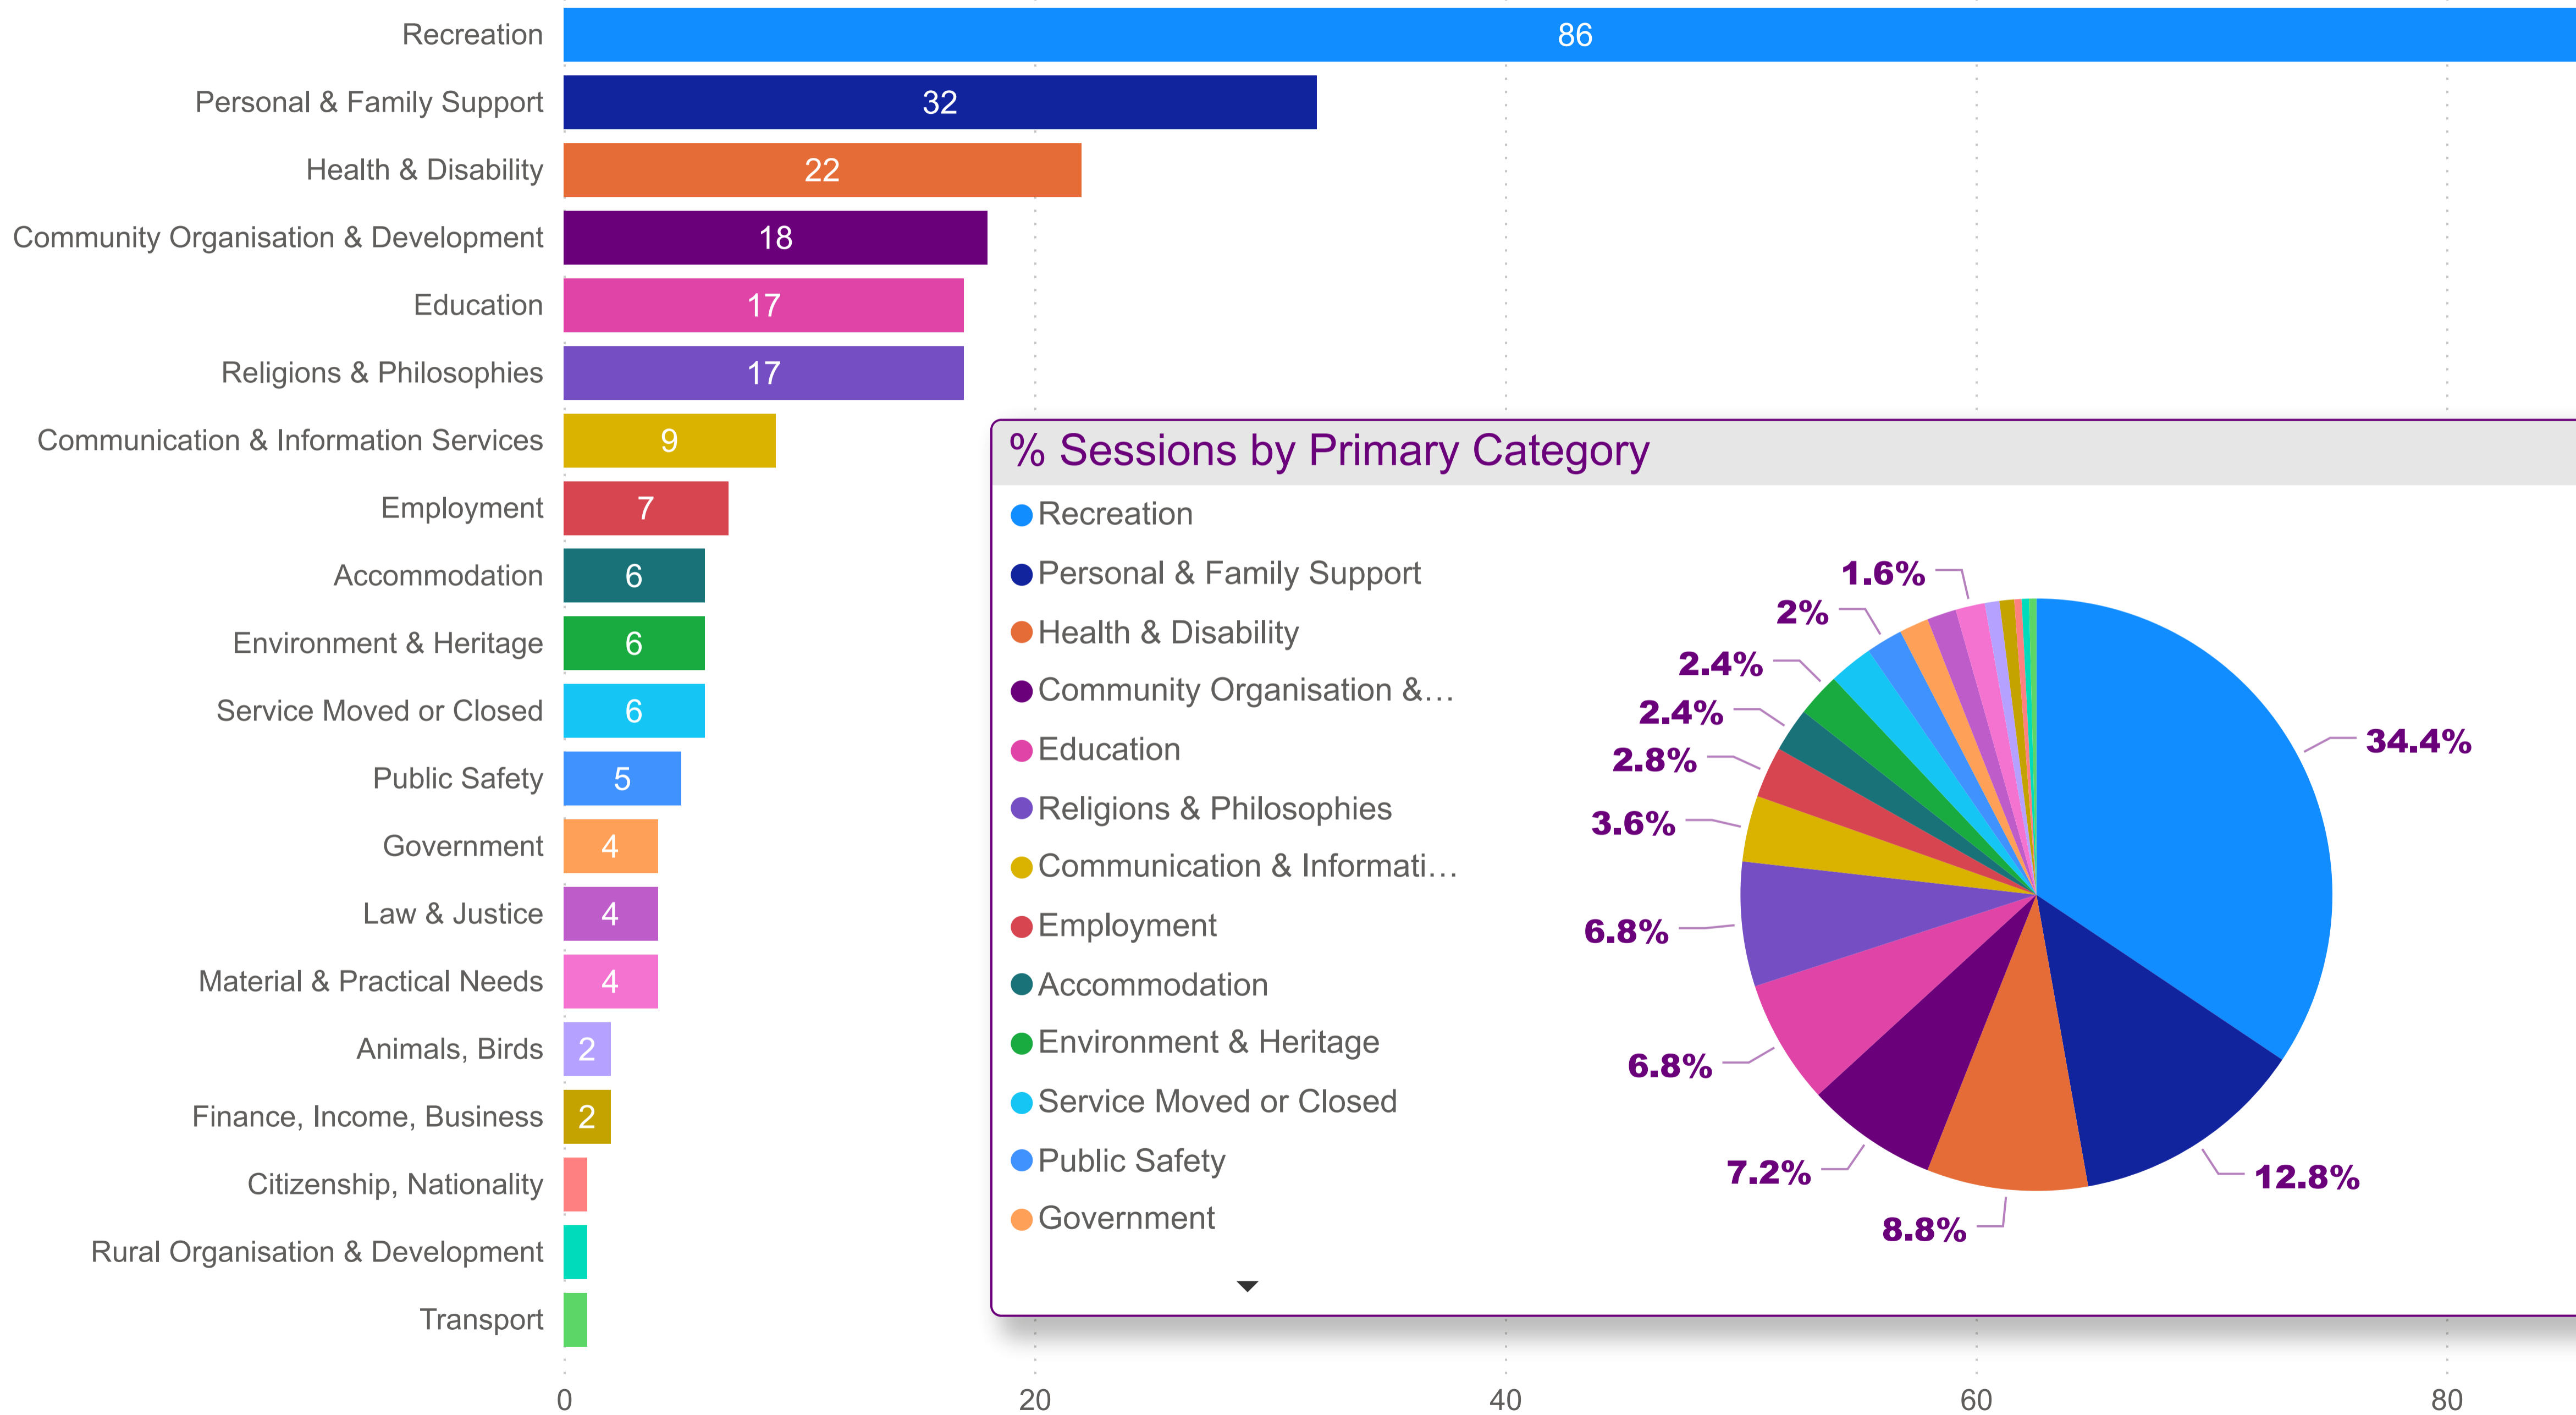 Recreation 86
Personal & Family Support 32
Health & Disability 22
Community Organisation & Development 18
Education 17
Religions & Philosophies 17
Communication & Information Services 9
Employment 7
Accommodation 6
Environment & Heritage 6
Service Moved or Closed 6
Public Safety 5
Government 4
Law & Justice 4
Material & Practical Needs 4
Animals, Birds 2
Finance, Income, Business 2
Citizenship, Nationality
Rural Organisation & Development
Transport
0 20 40 60 80
% Sessions by Primary Category
Recreation
Personal & Family Support
Health & Disability
Community Organisation &…
Education
Religions & Philosophies
Communication & Informati…
Employment
Accommodation
Environment & Heritage
Service Moved or Closed
Public Safety
Government
34.4%
12.8%
8.8%
7.2%
6.8%
6.8%
3.6%
2.8%
2.4%
2.4%
2%
1.6%